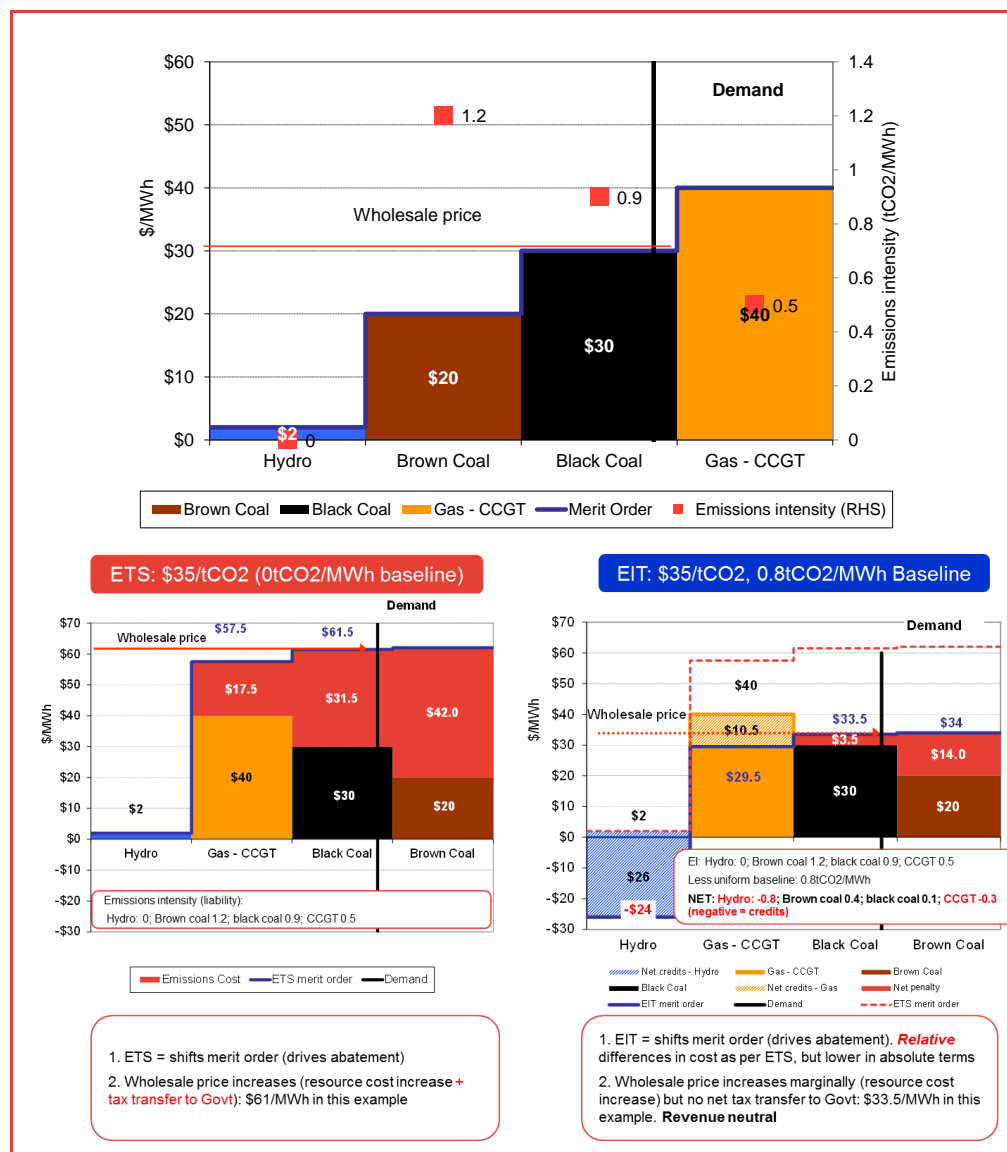 $60
$50
$40
$30
$20
$10
$0
$/MWh
1.4
1.2
1
0.8
0.6
0.4
0.2
0
Emissions intensity (tCO2/MWh)
Demand
1.2
0.9
Wholesale price
0.5
$40
$30
$20
$2
0
Hydro
Brown Coal
Black Coal
Gas - CCGT
Brown Coal
Black Coal
Gas - CCGT
Merit Order
Emissions intensity (RHS)
ETS: $35/tCO2 (0tCO2/MWh baseline)
Demand
$70
$60
$50
$40
$30
$20
$10
$0
-$10
-$20
-$30
$/MWh
Wholesale price
$57.5
$61.5
$17.5
$31.5
$42.0
$40
$30
$20
$2
Hydro
Gas - CCGT
Black Coal
Brown Coal
Emissions intensity (liability):
Hydro: 0; Brown coal 1.2; black coal 0.9; CCGT 0.5
Emissions Cost
ETS merit order
Demand
1. ETS = shifts merit order (drives abatement)
2. Wholesale price increases (resource cost increase +
tax transfer to Govt): $61/MWh in this example
EIT: $35/tCO2, 0.8tCO2/MWh Baseline
Demand
$70
$60
$50
$40
$30
$20
$10
$0
-$10
-$20
-$30
$/MWh
Wholesale price
$40
$10.5
$29.5
$33.5
$3.5
$34
$14.0
$30
$20
$2
$26
-$24
Hydro
Gas - CCGT
Black Coal
Brown Coal
EI: Hydro: 0; Brown coal 1.2; black coal 0.9; CCGT 0.5
Less uniform baseline: 0.8tCO2/MWh
NET: Hydro: -0.8; Brown coal 0.4; black coal 0.1; CCGT -0.3
(negative = credits)
Net credits - Hydro
Gas - CCGT
Brown Coal
Black Coal
Net credits - Gas
Net penalty
EIT merit order
Demand
ETS merit order
1. EIT = shifts merit order (drives abatement). Relative
differences in cost as per ETS, but lower in absolute terms
2. Wholesale price increases marginally (resource cost
increase) but no net tax transfer to Govt: $33.5/MWh in this
example. Revenue neutral